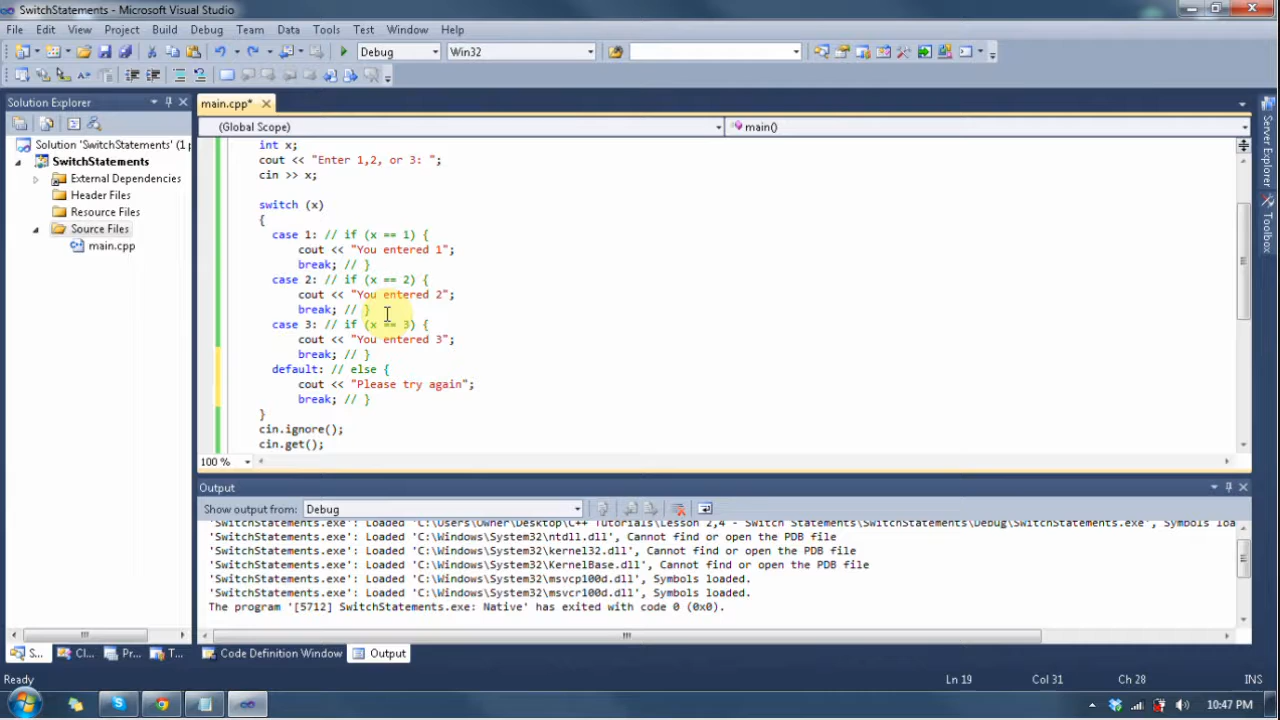 SwitchStatements - Microsoft Visual Studio
File Edit View Project Build Debug Team Data Tools Test Window Help
Debug Win32
Solution Explorer
main.cpp*
(Global Scope) main()
Solution 'SwitchStatements' (1 p
SwitchStatements
External Dependencies
Header Files
Resource Files
Source Files
main.cpp
int x;
cout << "Enter 1,2, or 3: ";
cin >> x;
switch (x)
{
case 1: // if (x == 1) {
cout << "You entered 1";
break; // }
case 2: // if (x == 2) {
cout << "You entered 2";
break; // }
case 3: // if (x == 3) {
cout << "You entered 3";
break; // }
default: // else {
cout << "Please try again";
break; // }
}
cin.ignore();
cin.get();
100 %
Server Explorer
Toolbox
Output
Show output from: Debug
'SwitchStatements.exe': Loaded 'C:\Users\Owner\Desktop\C++ Tutorials\Lesson 2,4 - Switch Statements\SwitchStatements\Debug\SwitchStatements.exe', Symbols loa
'SwitchStatements.exe': Loaded 'C:\Windows\System32\ntdll.dll', Cannot find or open the PDB file
'SwitchStatements.exe': Loaded 'C:\Windows\System32\kernel32.dll', Cannot find or open the PDB file
'SwitchStatements.exe': Loaded 'C:\Windows\System32\KernelBase.dll', Cannot find or open the PDB file
'SwitchStatements.exe': Loaded 'C:\Windows\System32\msvcp100d.dll', Symbols loaded.
'SwitchStatements.exe': Loaded 'C:\Windows\System32\msvcr100d.dll', Symbols loaded.
The program '[5712] SwitchStatements.exe: Native' has exited with code 0 (0x0).
S... Cl... Pr... T... Code Definition Window Output
Ready Ln 19 Col 31 Ch 28 INS
10:47 PM